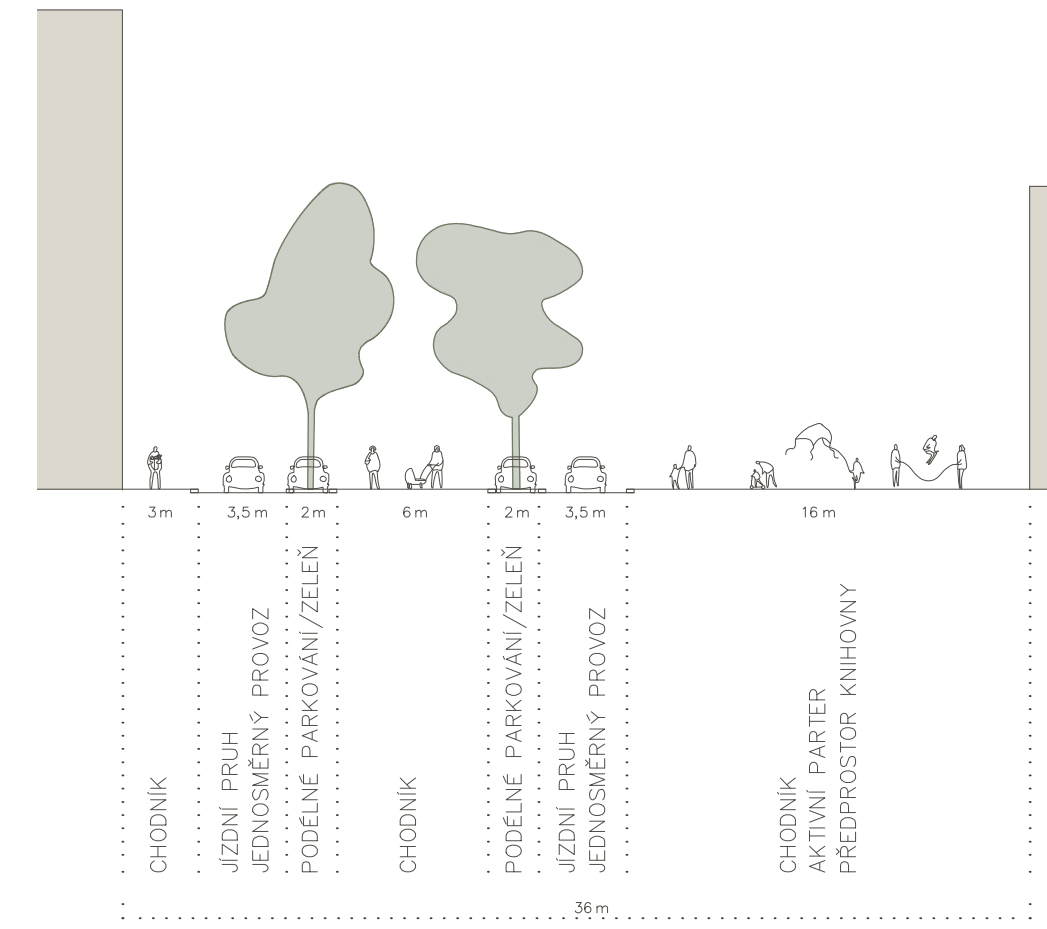 3 m
3,5 m
2 m
6 m
2 m
3,5 m
16 m
CHODNÍK
JÍZDNÍ PRUH
JEDNOSMĚRNÝ PROVOZ
PODÉLNÉ PARKOVÁNÍ/ZELEŇ
CHODNÍK
PODÉLNÉ PARKOVÁNÍ/ZELEŇ
JÍZDNÍ PRUH
JEDNOSMĚRNÝ PROVOZ
CHODNÍK
AKTIVNÍ PARTER
PŘEDPROSTOR KNIHOVNY
36 m